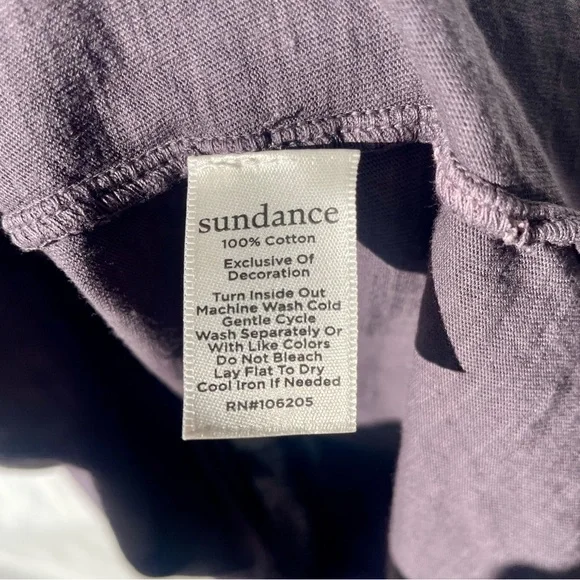 sundance
100% Cotton
Exclusive Of
Decoration
Turn Inside Out
Machine Wash Cold
Gentle Cycle
Wash Separately Or
With Like Colors
Do Not Bleach
Lay Flat To Dry
Cool Iron If Needed
RN#106205